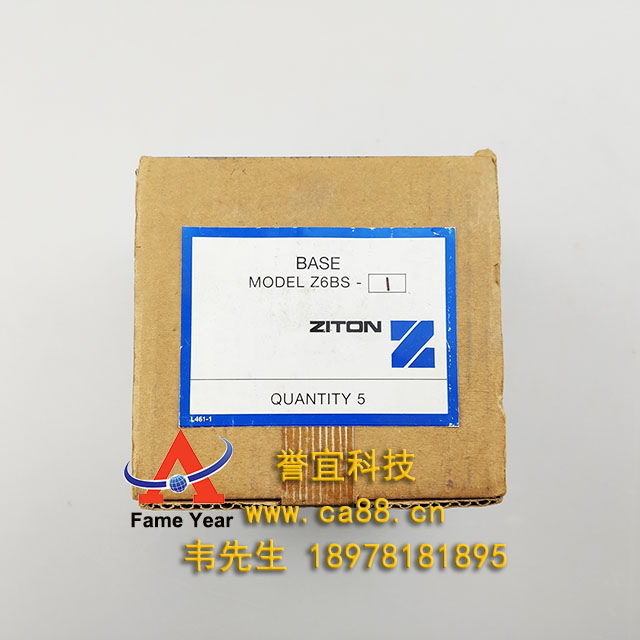 BASE
MODEL Z6BS - 1
ZITON
QUANTITY 5
L461-1
誉宜科技
Fame Year
www.ca88.cn
韦先生 18978181895